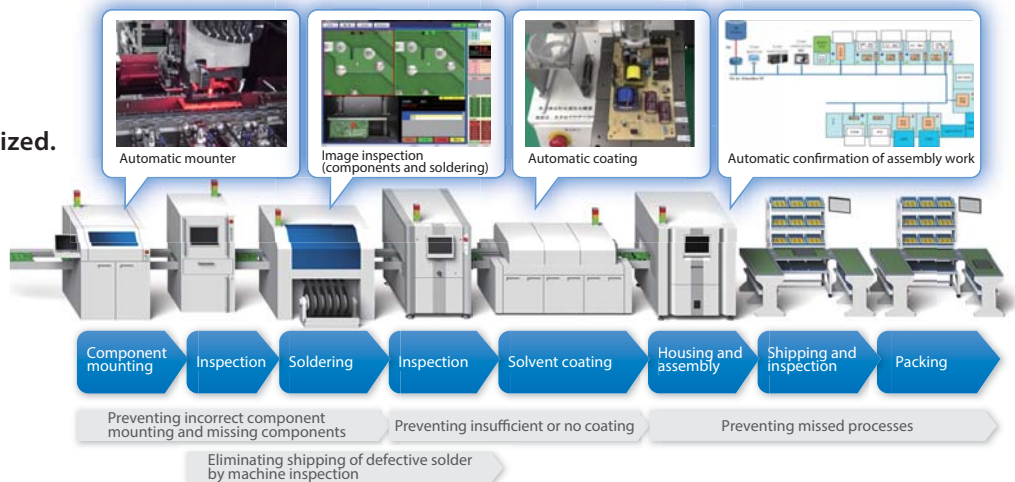 ized.
Automatic mounter
Image inspection
(components and soldering)
Automatic coating
Automatic confirmation of assembly work
Component
mounting
Inspection
Soldering
Inspection
Solvent coating
Housing and
assembly
Shipping and
inspection
Packing
Preventing incorrect component
mounting and missing components
Preventing insufficient or no coating
Preventing missed processes
Eliminating shipping of defective solder
by machine inspection